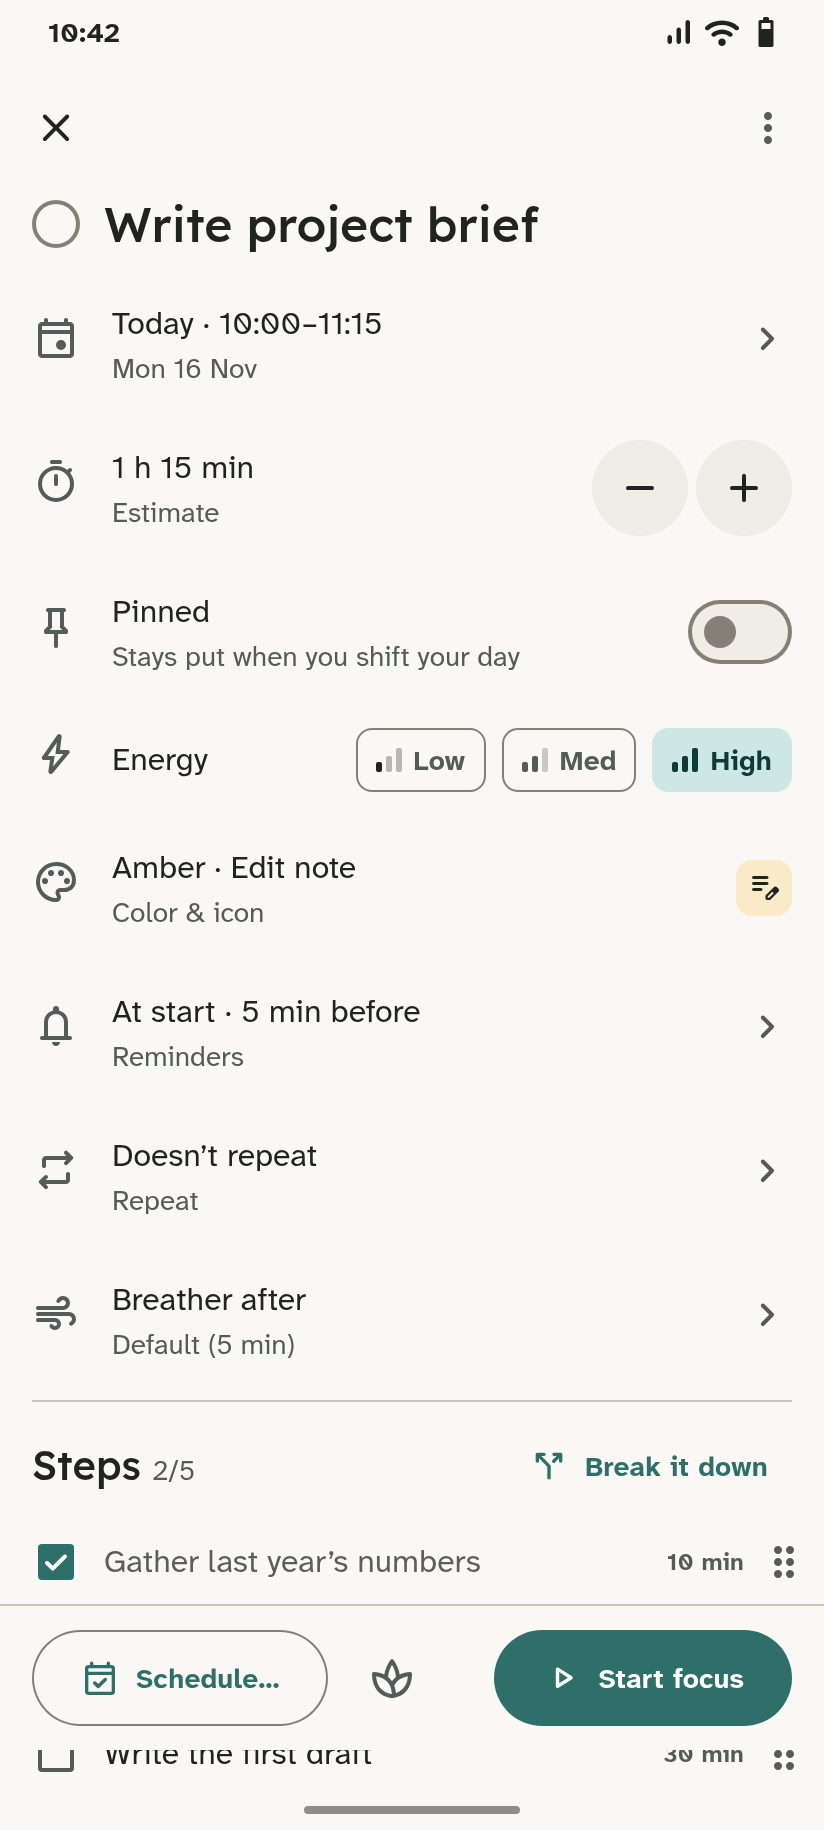 10:42
Write project brief
Today · 10:00–11:15
Mon 16 Nov
1 h 15 min
Estimate
Pinned
Stays put when you shift your day
Energy
Low
Med
High
Amber · Edit note
Color & icon
At start · 5 min before
Reminders
Doesn’t repeat
Repeat
Breather after
Default (5 min)
Steps 2/5
Break it down
Gather last year’s numbers
10 min
Schedule...
Start focus
Write the first draft
30 min